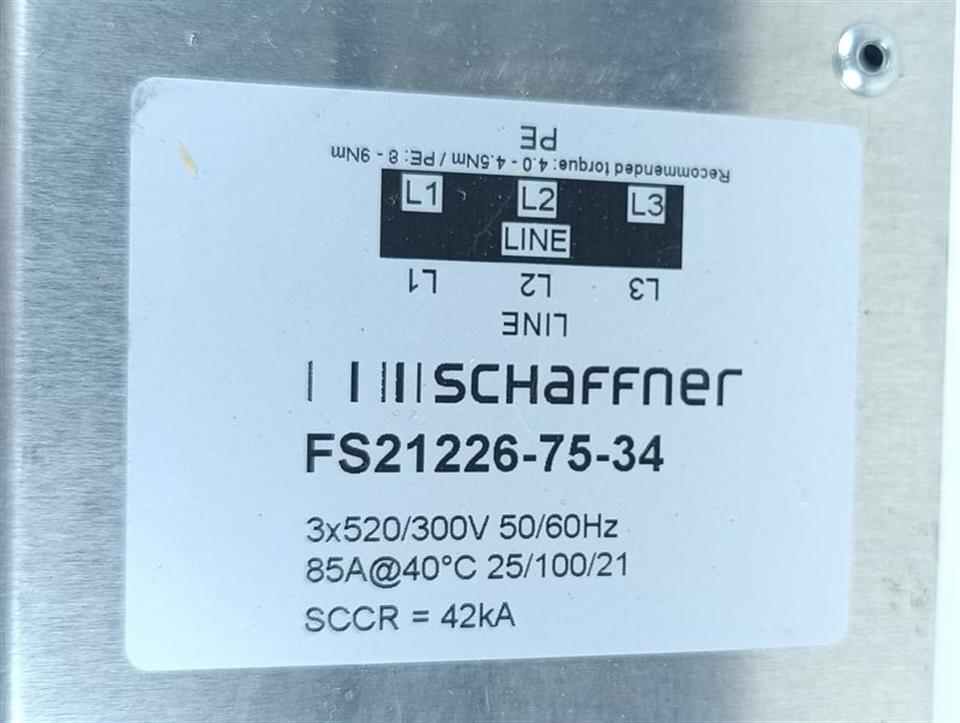 PE
Recommended torque: 4.0 - 4.5Nm / PE: 8 - 9Nm
L1 L2 L3
LINE
L1 L2 L3
LINE
SCHaFFner
FS21226-75-34
3x520/300V 50/60Hz
85A@40°C 25/100/21
SCCR = 42kA